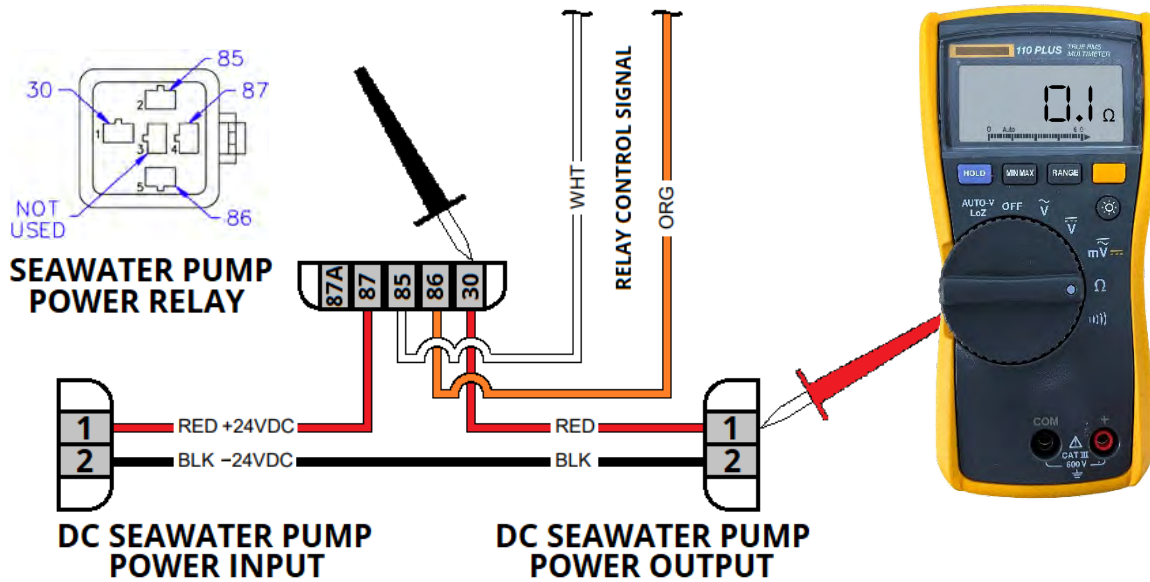 85
30
87
2
1
3
4
5
NOT
USED
86
SEAWATER PUMP
POWER RELAY
87A
87
85
86
30
WHT
RELAY CONTROL SIGNAL
ORG
1
RED +24VDC
RED
1
2
BLK −24VDC
BLK
2
DC SEAWATER PUMP
POWER INPUT
DC SEAWATER PUMP
POWER OUTPUT
110 PLUS
TRUE RMS
MULTIMETER
0.1 Ω
0 Auto 6 0
HOLD
MIN MAX
RANGE
AUTO-V
LoZ
OFF
Ṽ
V
mV
Ω
COM
+
CAT III
600 V